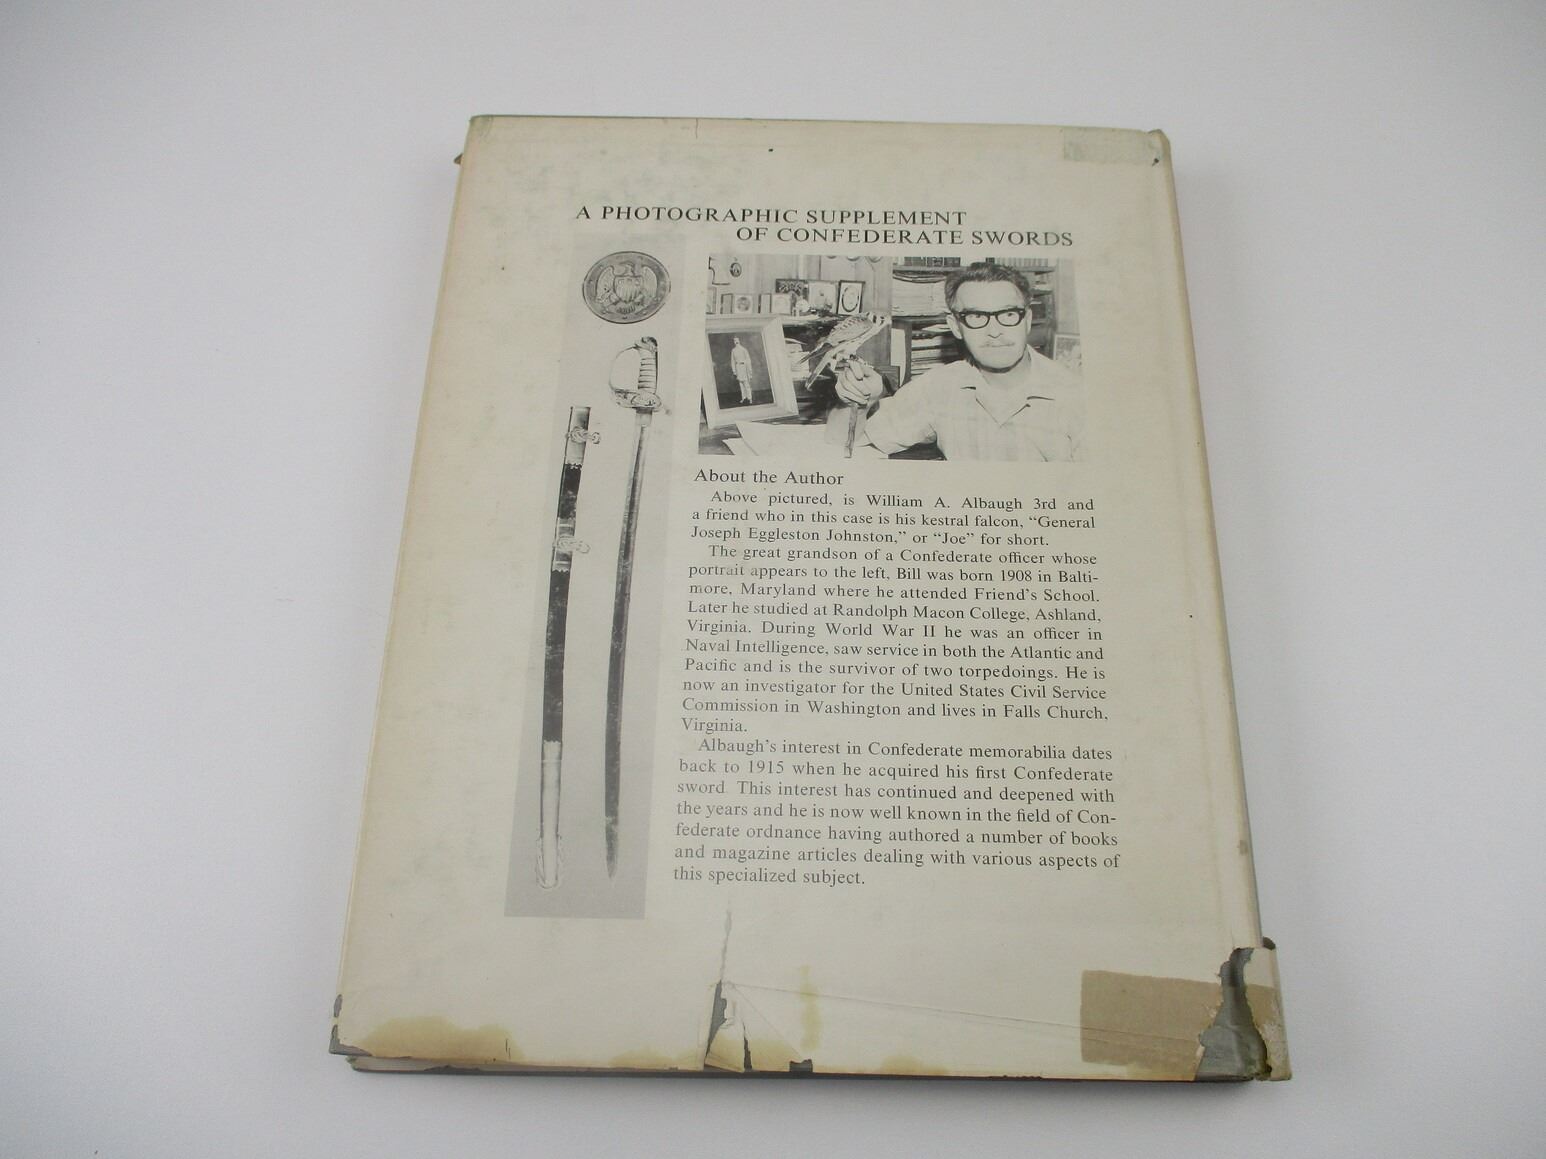 A PHOTOGRAPHIC SUPPLEMENT
OF CONFEDERATE SWORDS
About the Author
Above pictured, is William A. Albaugh 3rd and
a friend who in this case is his kestral falcon, “General
Joseph Eggleston Johnston,” or “Joe” for short.
The great grandson of a Confederate officer whose
portrait appears to the left, Bill was born 1908 in Balti-
more, Maryland where he attended Friend’s School.
Later he studied at Randolph Macon College, Ashland,
Virginia. During World War II he was an officer in
Naval Intelligence, saw service in both the Atlantic and
Pacific and is the survivor of two torpedoings. He is
now an investigator for the United States Civil Service
Commission in Washington and lives in Falls Church,
Virginia.
Albaugh’s interest in Confederate memorabilia dates
back to 1915 when he acquired his first Confederate
sword. This interest has continued and deepened with
the years and he is now well known in the field of Con-
federate ordnance having authored a number of books
and magazine articles dealing with various aspects of
this specialized subject.